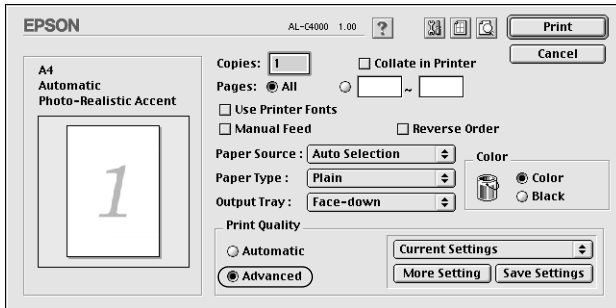 EPSON AL-C4000 1.00 ? Print
Cancel
A4
Automatic
Photo-Realistic Accent
1
Copies: 1 Collate in Printer
Pages: All ~
Use Printer Fonts
Manual Feed Reverse Order
Paper Source : Auto Selection
Paper Type : Plain
Output Tray : Face-down
Color
Color
Black
Print Quality
Automatic
Advanced
Current Settings
More Setting Save Settings